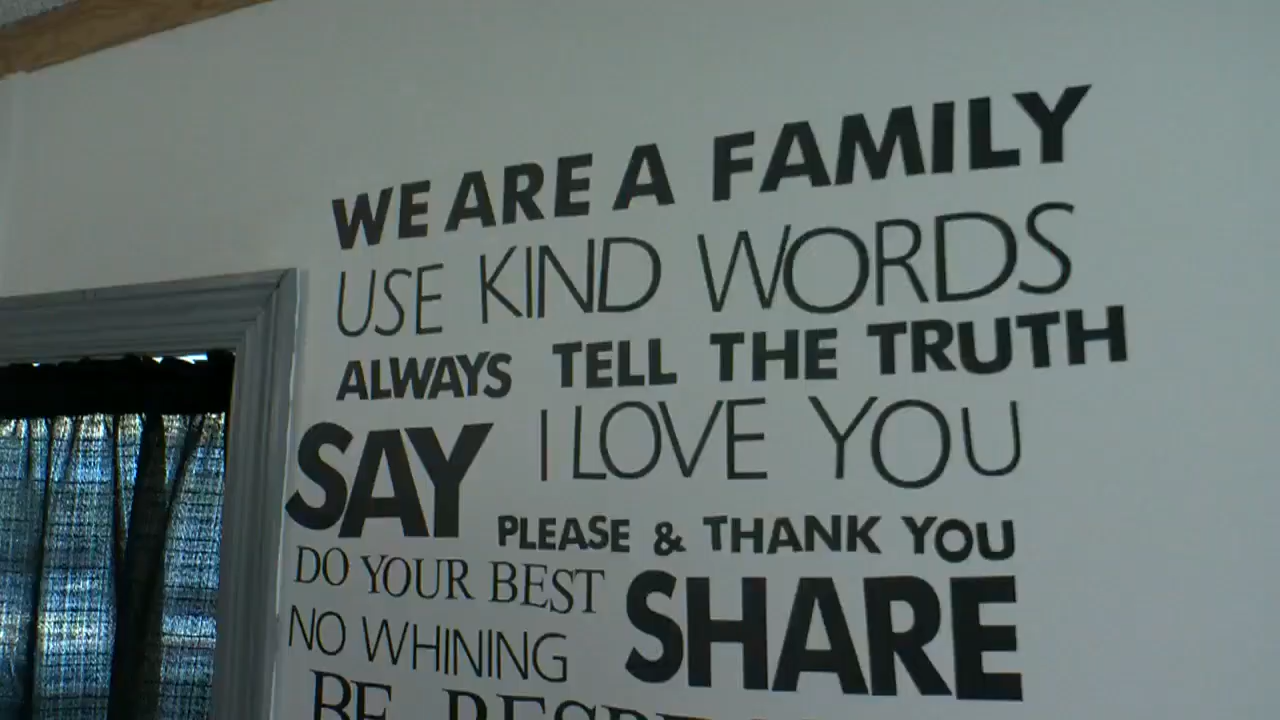 WE ARE A FAMILY
USE KIND WORDS
ALWAYS TELL THE TRUTH
SAY I LOVE YOU
PLEASE & THANK YOU
DO YOUR BEST
NO WHINING
SHARE
BE